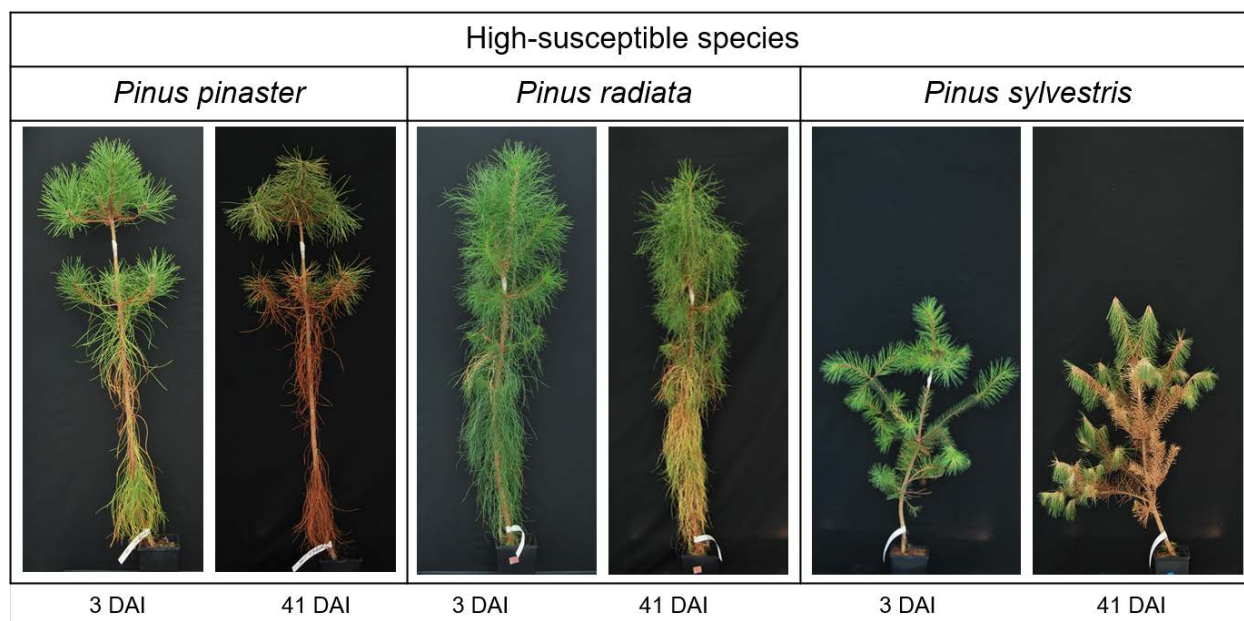 High-susceptible species
Pinus pinaster
Pinus radiata
Pinus sylvestris
3 DAI
41 DAI
3 DAI
41 DAI
3 DAI
41 DAI